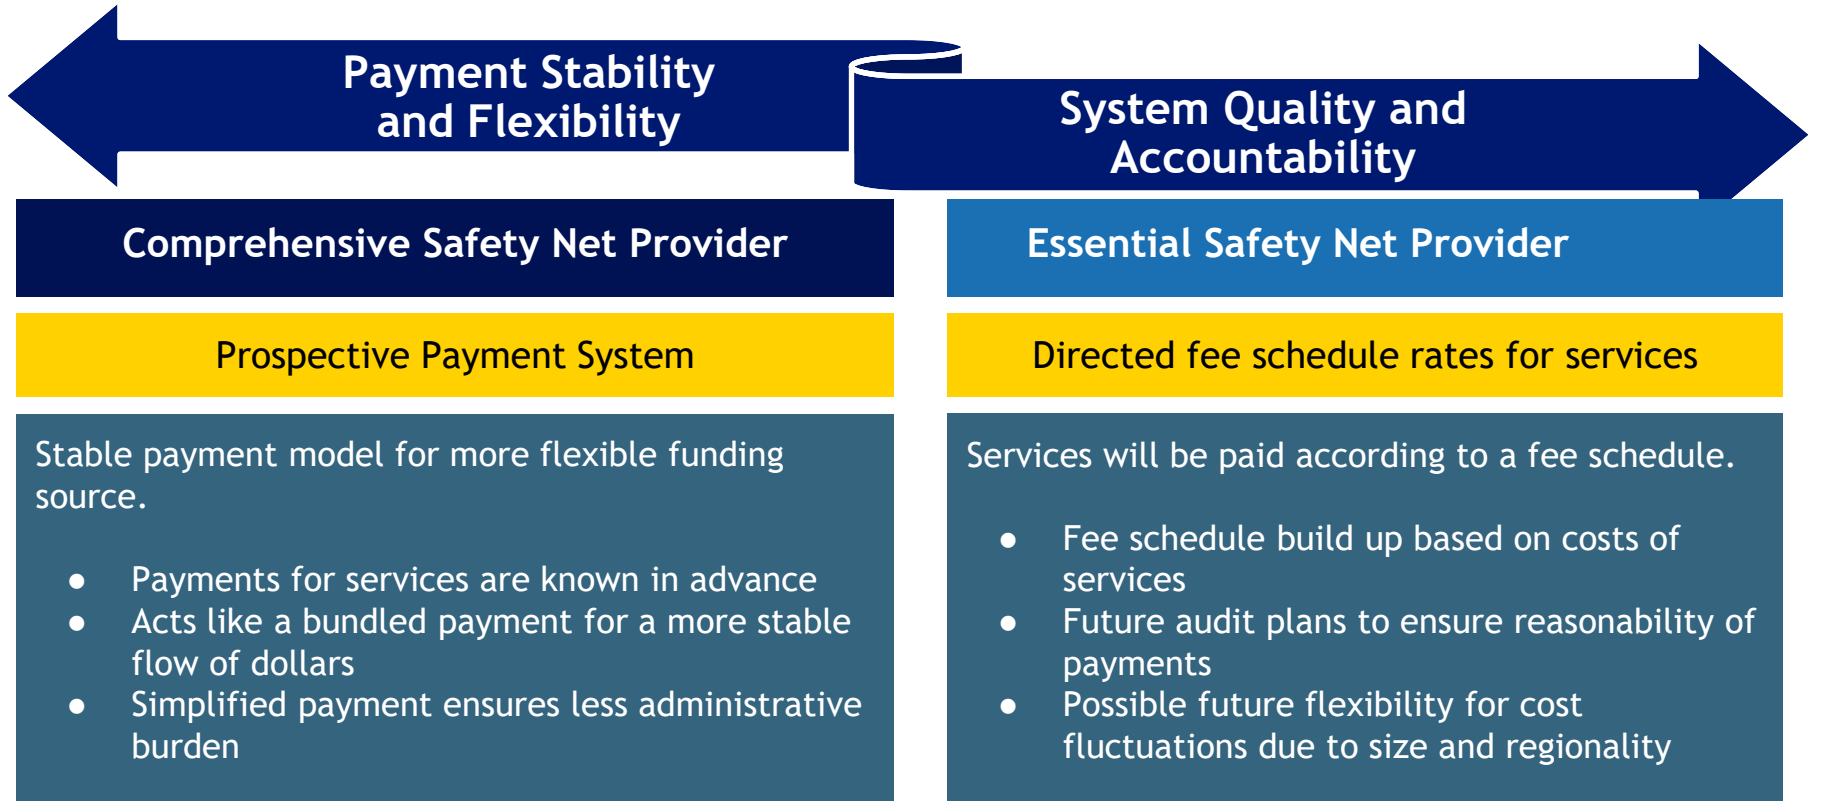 Payment Stability
and Flexibility
System Quality and
Accountability
Comprehensive Safety Net Provider
Prospective Payment System
Stable payment model for more flexible funding
source.
● Payments for services are known in advance
● Acts like a bundled payment for a more stable
flow of dollars
● Simplified payment ensures less administrative
burden
Essential Safety Net Provider
Directed fee schedule rates for services
Services will be paid according to a fee schedule.
● Fee schedule build up based on costs of
services
● Future audit plans to ensure reasonability of
payments
● Possible future flexibility for cost
fluctuations due to size and regionality